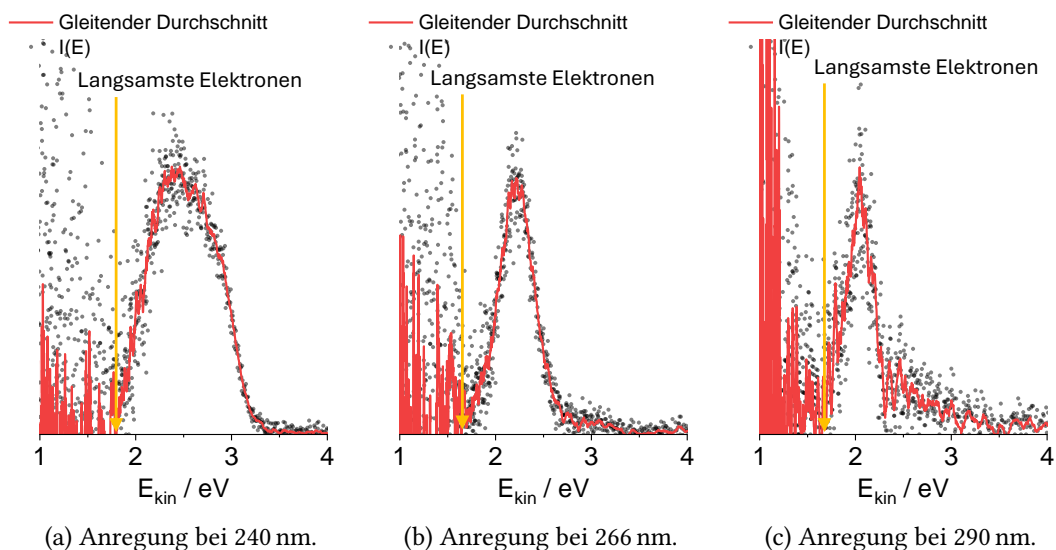 Gleitender Durchschnitt
I(E)
Langsamste Elektronen
1 2 3 4
E_kin / eV
(a) Anregung bei 240 nm.
Gleitender Durchschnitt
I(E)
Langsamste Elektronen
1 2 3 4
E_kin / eV
(b) Anregung bei 266 nm.
Gleitender Durchschnitt
I(E)
Langsamste Elektronen
1 2 3 4
E_kin / eV
(c) Anregung bei 290 nm.